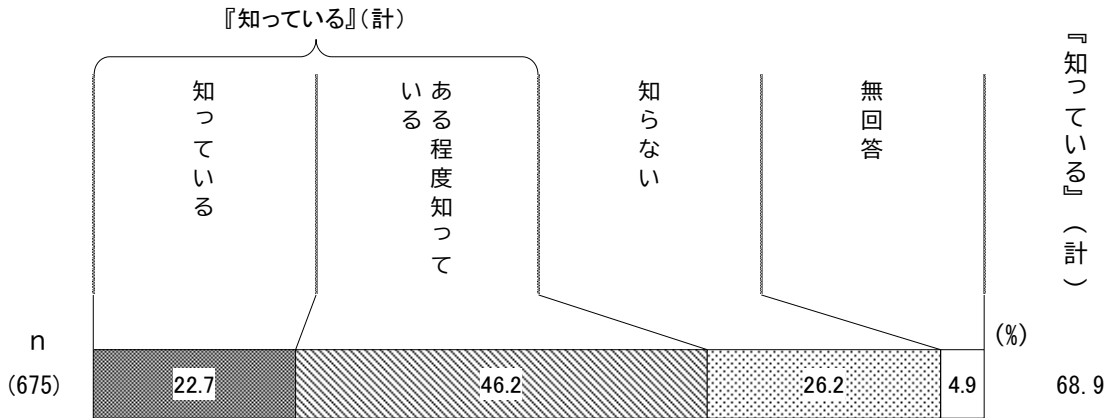 『知っている』(計)
知っている
ある程度知って
いる
知らない
無回答
『知っている』(計)
(%)
n
(675)
22.7
46.2
26.2
4.9
68.9